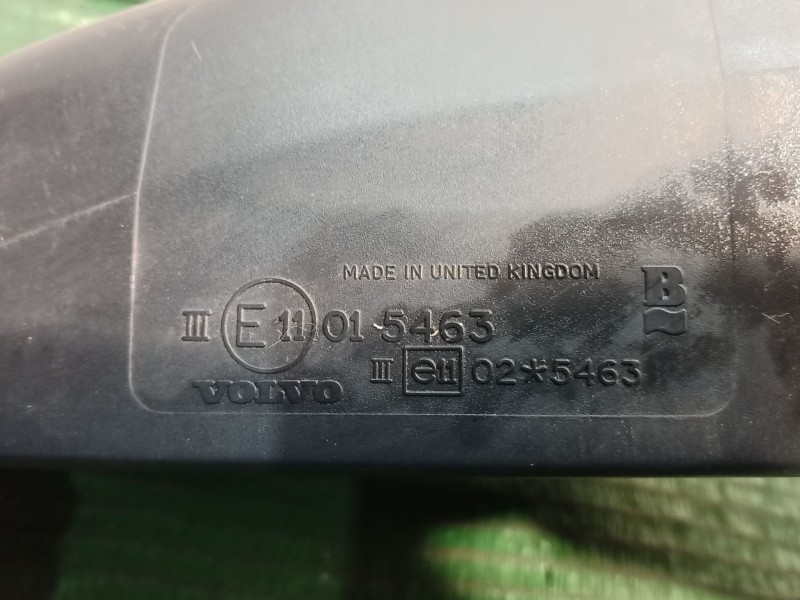 MADE IN UNITED KINGDOM
B
III E 11 01 5463
III e11 02*5463
VOLVO